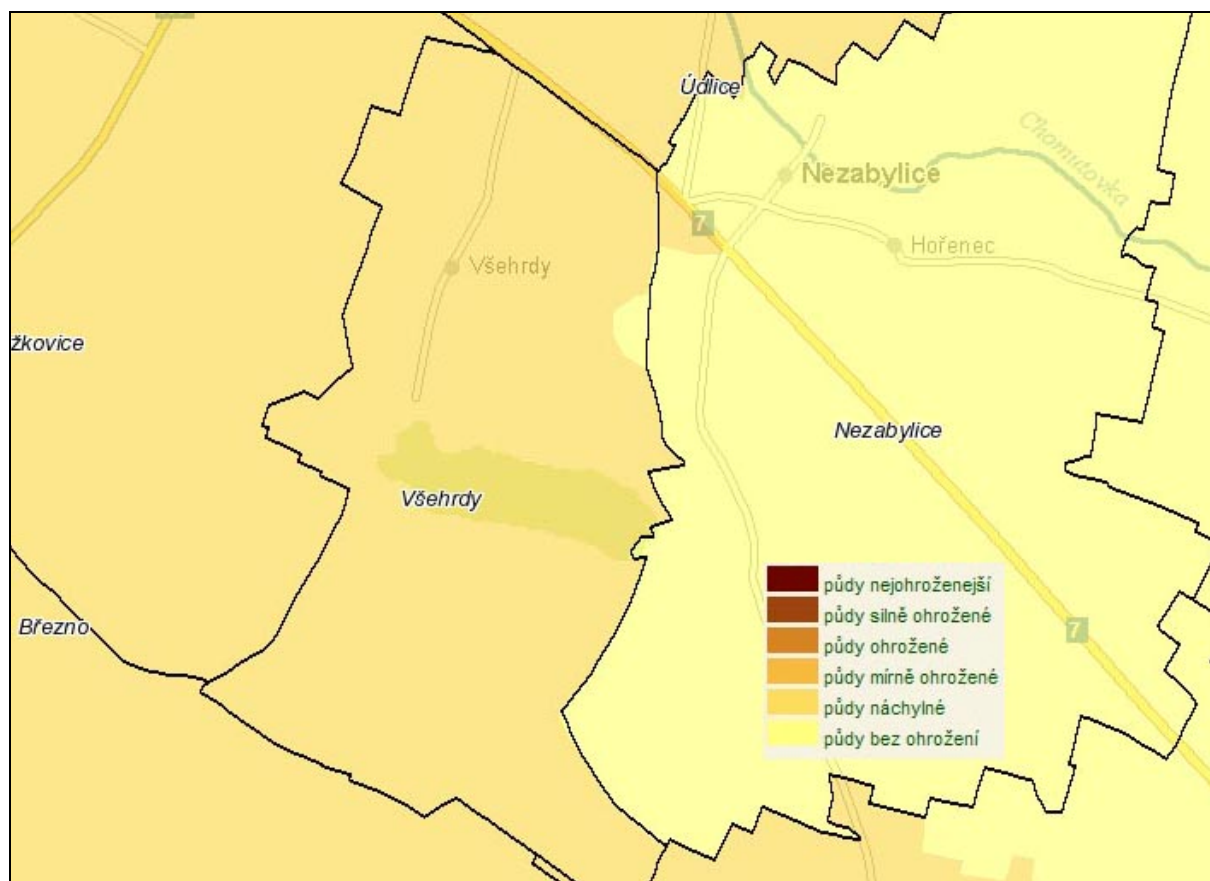 Údlice
Chomutovka
Nezabylice
7
Hořenec
Všehrdy
žkovice
Nezabylice
Všehrdy
půdy nejohroženejší
půdy silně ohrožené
půdy ohrožené
půdy mírně ohrožené
půdy náchylné
půdy bez ohrožení
Březno
7